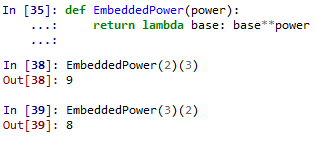 In [35]: def EmbeddedPower(power):
    ...:     return lambda base: base**power
    ...:
In [38]: EmbeddedPower(2)(3)
Out[38]: 9
In [39]: EmbeddedPower(3)(2)
Out[39]: 8